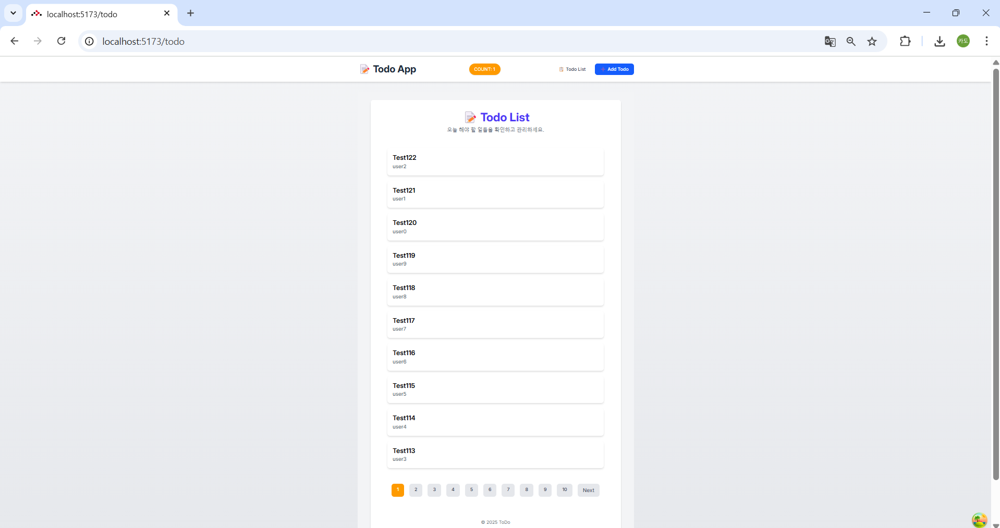 localhost:5173/todo
localhost:5173/todo
카도
Todo App
COUNT: 1
Todo List
Add Todo
Todo List
오늘 해야 할 일들을 확인하고 관리하세요.
Test122
user2
Test121
user1
Test120
user0
Test119
user9
Test118
user8
Test117
user7
Test116
user6
Test115
user5
Test114
user4
Test113
user3
1 2 3 4 5 6 7 8 9 10 Next
© 2025 ToDo